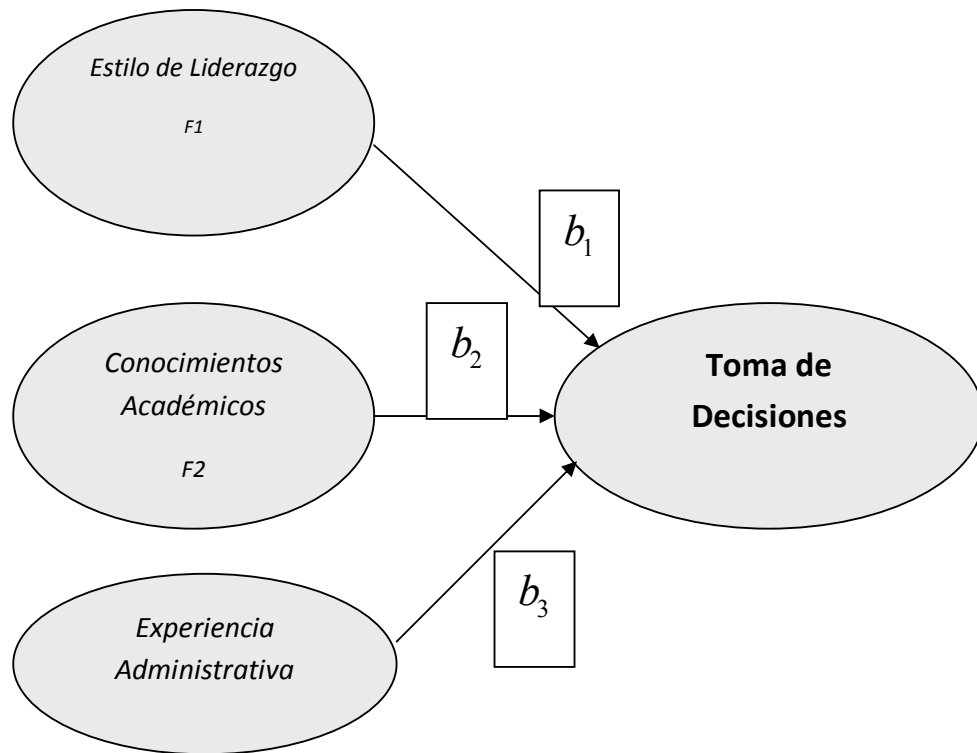 Estilo de Liderazgo
F1
b₁
Conocimientos
Académicos
F2
b₂
Toma de
Decisiones
Experiencia
Administrativa
b₃